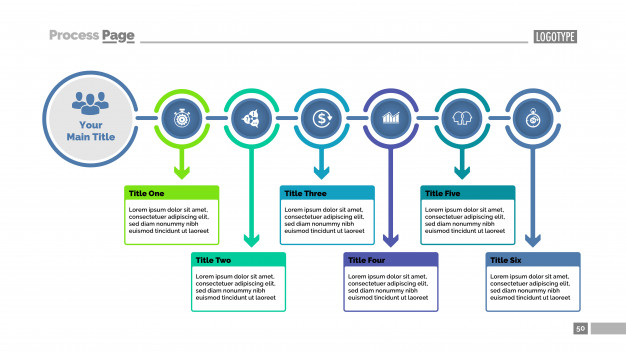 Process Page
LOGOTYPE
Your
Main Title
Title One
Lorem ipsum dolor sit amet,
consectetuer adipiscing elit,
sed diam nonummy nibh
euismod tincidunt ut laoreet
Title Two
Lorem ipsum dolor sit amet,
consectetuer adipiscing elit,
sed diam nonummy nibh
euismod tincidunt ut laoreet
Title Three
Lorem ipsum dolor sit amet,
consectetuer adipiscing elit,
sed diam nonummy nibh
euismod tincidunt ut laoreet
Title Four
Lorem ipsum dolor sit amet,
consectetuer adipiscing elit,
sed diam nonummy nibh
euismod tincidunt ut laoreet
Title Five
Lorem ipsum dolor sit amet,
consectetuer adipiscing elit,
sed diam nonummy nibh
euismod tincidunt ut laoreet
Title Six
Lorem ipsum dolor sit amet,
consectetuer adipiscing elit,
sed diam nonummy nibh
euismod tincidunt ut laoreet
50